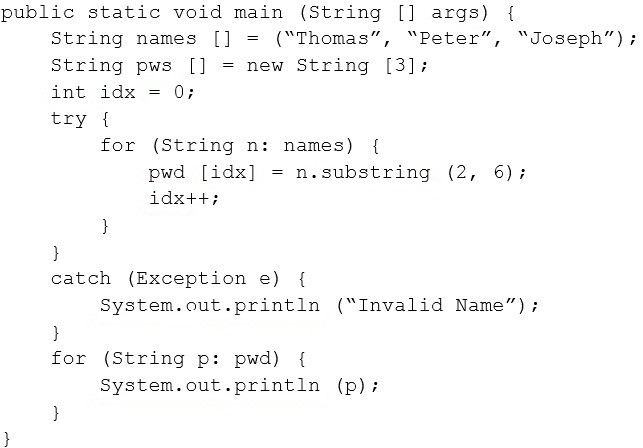 public static void main (String [] args) {
String names [] = (“Thomas”, “Peter”, “Joseph”);
String pws [] = new String [3];
int idx = 0;
try {
for (String n: names) {
pwd [idx] = n.substring (2, 6);
idx++;
}
}
catch (Exception e) {
System.out.println (“Invalid Name”);
}
for (String p: pwd) {
System.out.println (p);
}
}